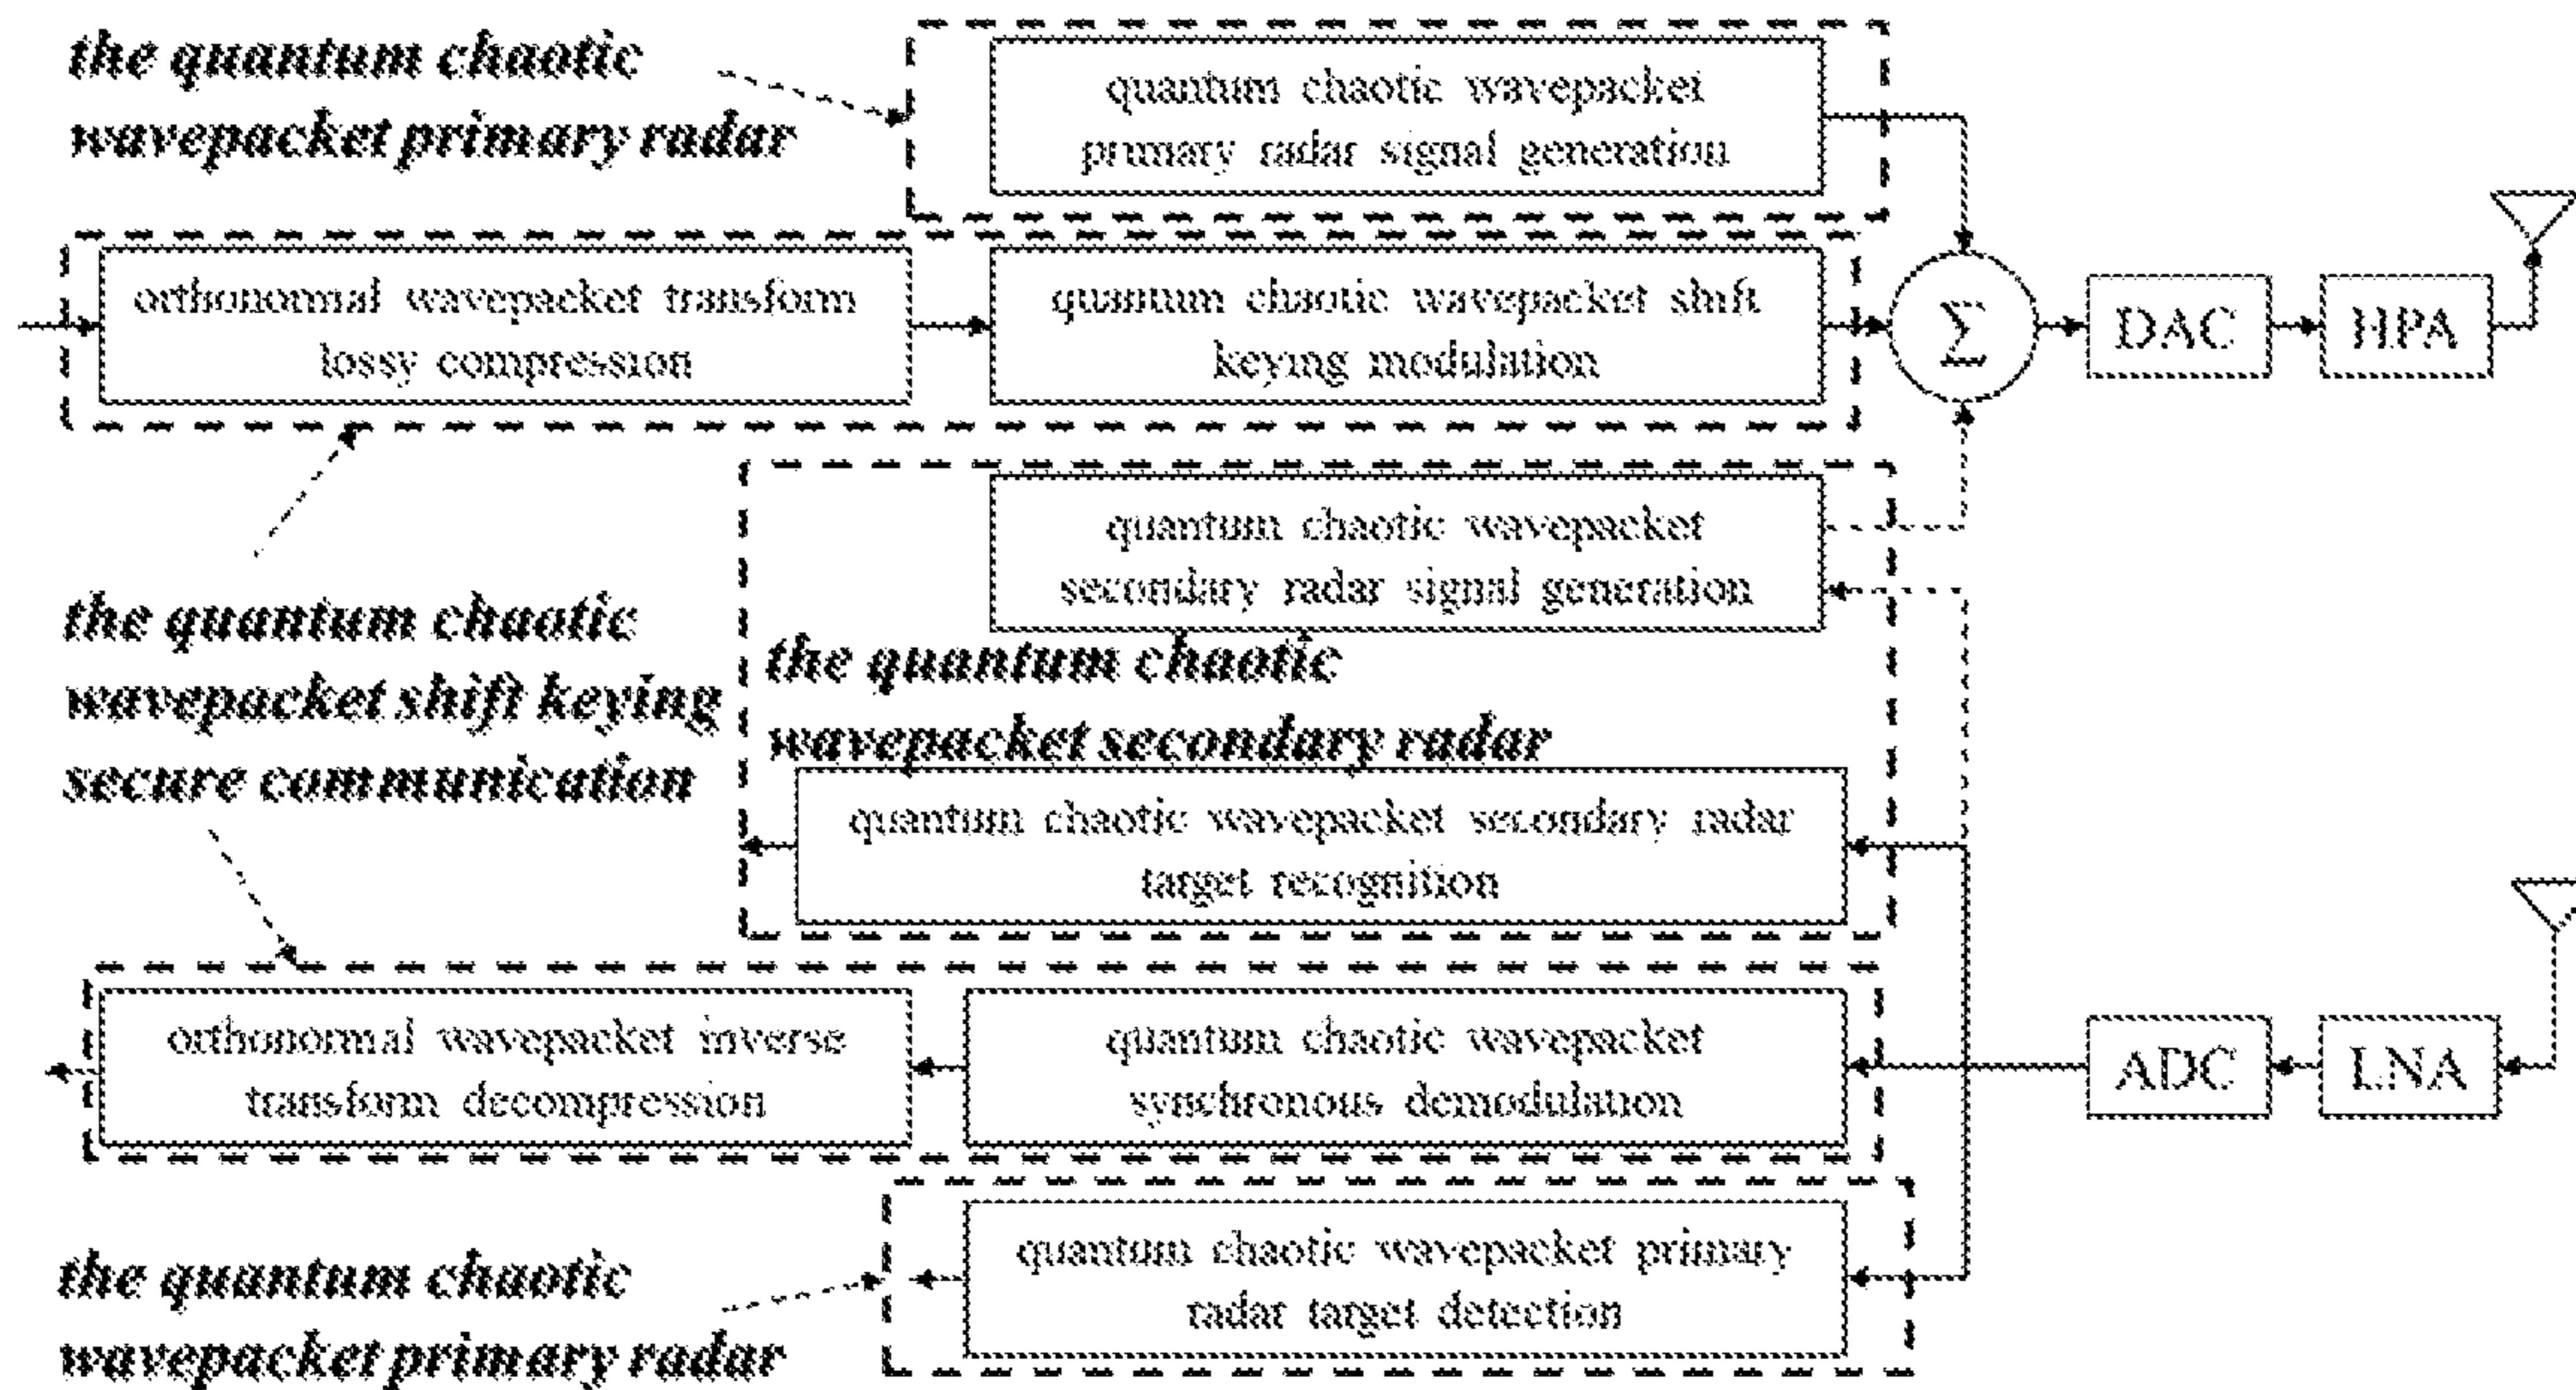 the quantum chaotic
wavepacket primary radar
quantum chaotic wavepacket
primary radar signal generation
orthonormal wavepacket transform
lossy compression
quantum chaotic wavepacket shift
keying modulation
Σ
DAC
HPA
quantum chaotic wavepacket
secondary radar signal generation
the quantum chaotic
wavepacket shift keying
secure communication
the quantum chaotic
wavepacket secondary radar
quantum chaotic wavepacket secondary radar
target recognition
orthonormal wavepacket inverse
transform decompression
quantum chaotic wavepacket
synchronous demodulation
ADC
LNA
quantum chaotic wavepacket primary
radar target detection
the quantum chaotic
wavepacket primary radar